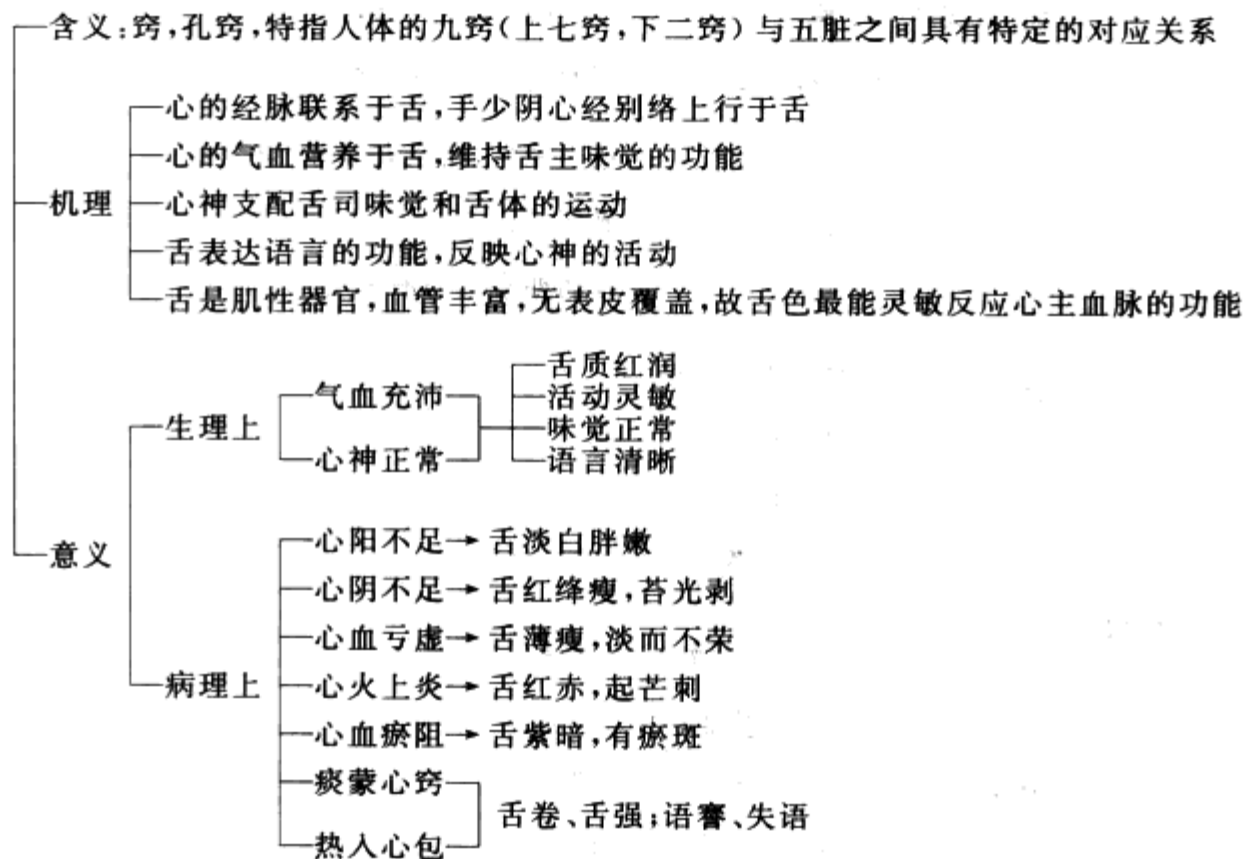 含义:窍,孔窍,特指人体的九窍(上七窍,下二窍)与五脏之间具有特定的对应关系
机理
心的经脉联系于舌,手少阴心经别络上行于舌
心的气血营养于舌,维持舌主味觉的功能
心神支配舌司味觉和舌体的运动
舌表达语言的功能,反映心神的活动
舌是肌性器官,血管丰富,无表皮覆盖,故舌色最能灵敏反应心主血脉的功能
意义
生理上
气血充沛
心神正常
舌质红润
活动灵敏
味觉正常
语言清晰
病理上
心阳不足→舌淡白胖嫩
心阴不足→舌红绛瘦,苔光剥
心血亏虚→舌薄瘦,淡而不荣
心火上炎→舌红赤,起芒刺
心血瘀阻→舌紫暗,有瘀斑
痰蒙心窍
热入心包
舌卷、舌强;语謇、失语